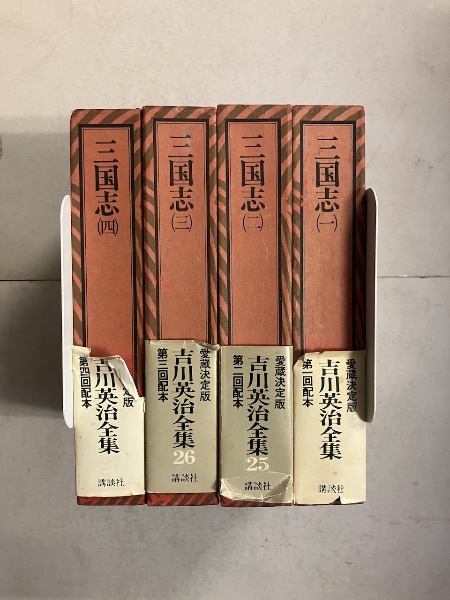 三国志(一)
愛蔵決定版
吉川英治全集
第一回配本
講談社
三国志(二)
愛蔵決定版
吉川英治全集
25
第二回配本
講談社
三国志(三)
愛蔵決定版
吉川英治全集
26
第三回配本
講談社
三国志(四)
定版
吉川英治全集
第四回配本
講談社